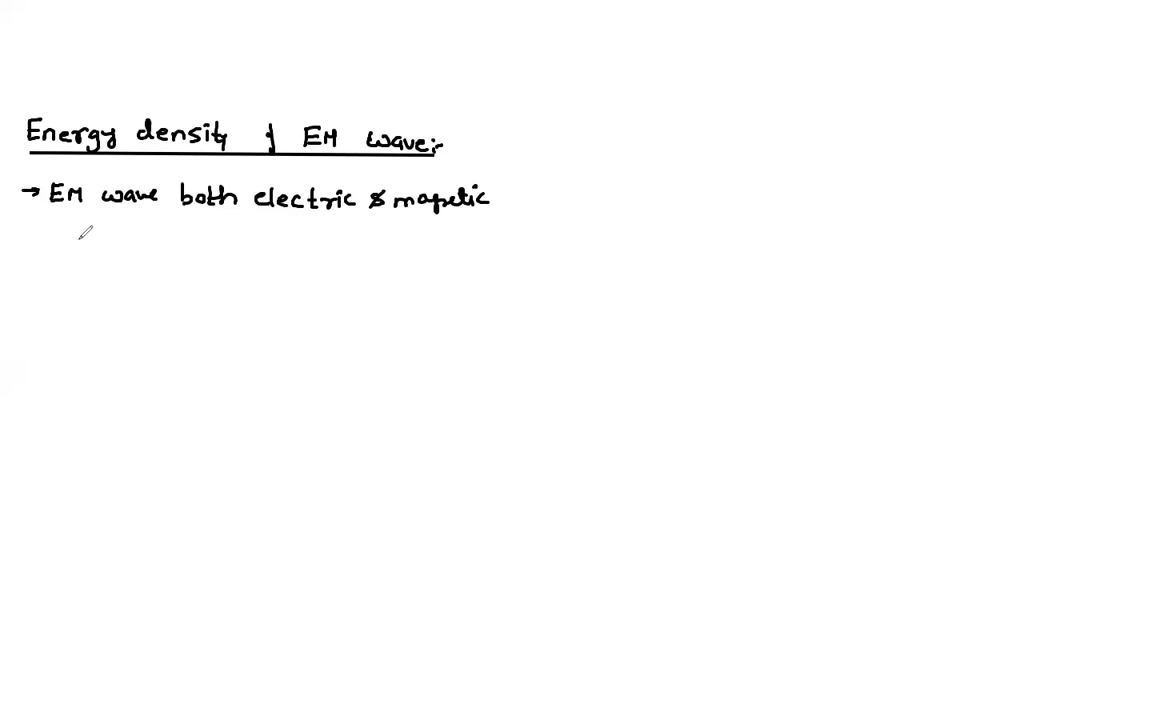 Energy density of EM wave:-
→ EM wave both electric & magnetic